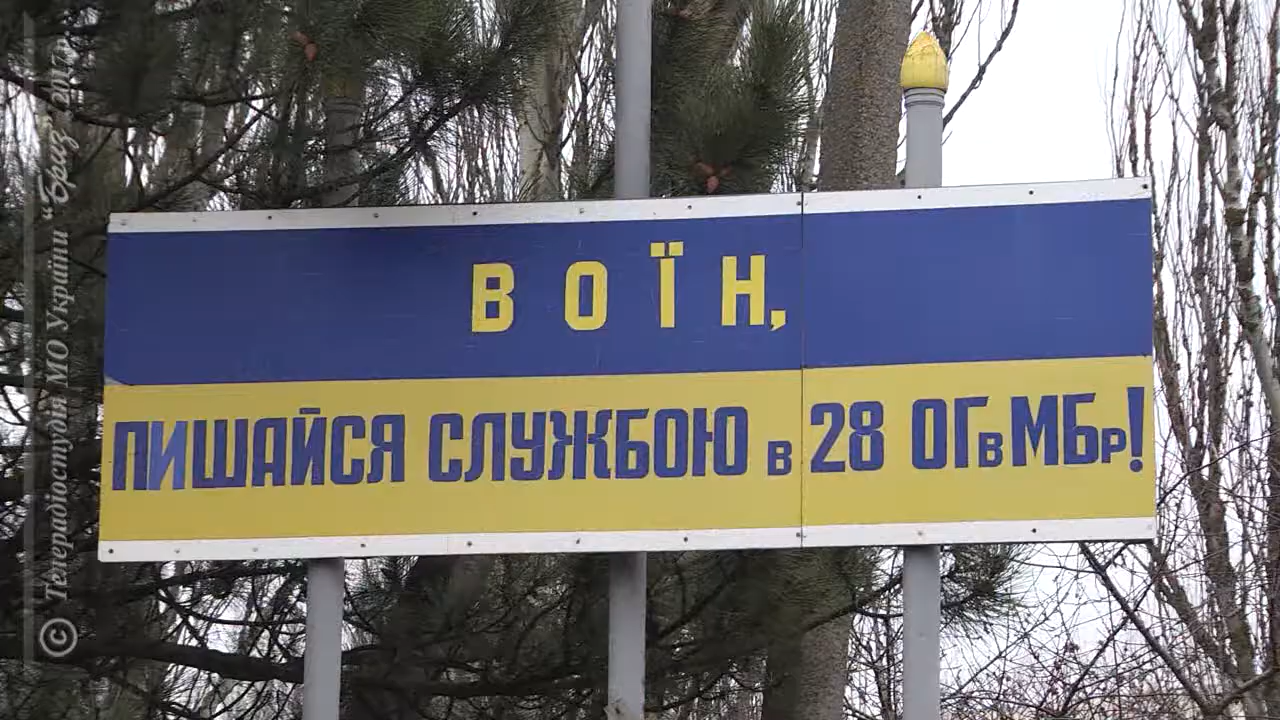 ВОЇН,
ПИШАЙСЯ СЛУЖБОЮ в 28 ОГвМБр!
© Телерадіостудія МО України "Бриз" 2017